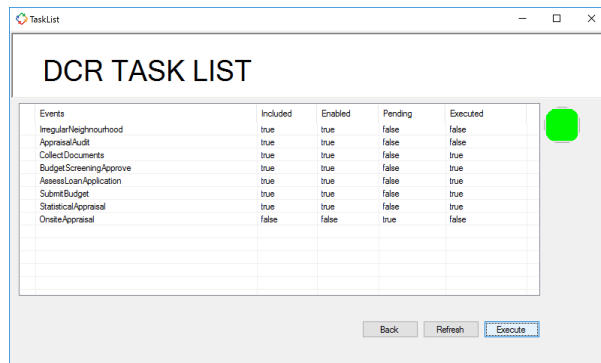 TaskList
DCR TASK LIST
Events Included Enabled Pending Executed
IrregularNeighnourhood true true false false
AppraisalAudit true true false false
CollectDocuments true true false true
BudgetScreeningApprove true true false true
AssessLoanApplication true true false true
SubmitBudget true true false true
StatisticalAppraisal true true false true
OnsiteAppraisal false false true false
Back Refresh Execute